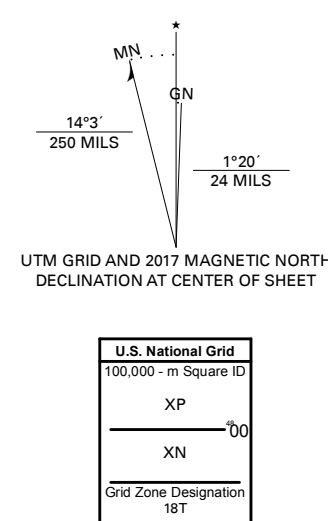 ★
MN
GN
14°3´
250 MILS
1°20´
24 MILS
UTM GRID AND 2017 MAGNETIC NORTH
DECLINATION AT CENTER OF SHEET
U.S. National Grid
100,000 - m Square ID
XP
4800
XN
Grid Zone Designation
18T